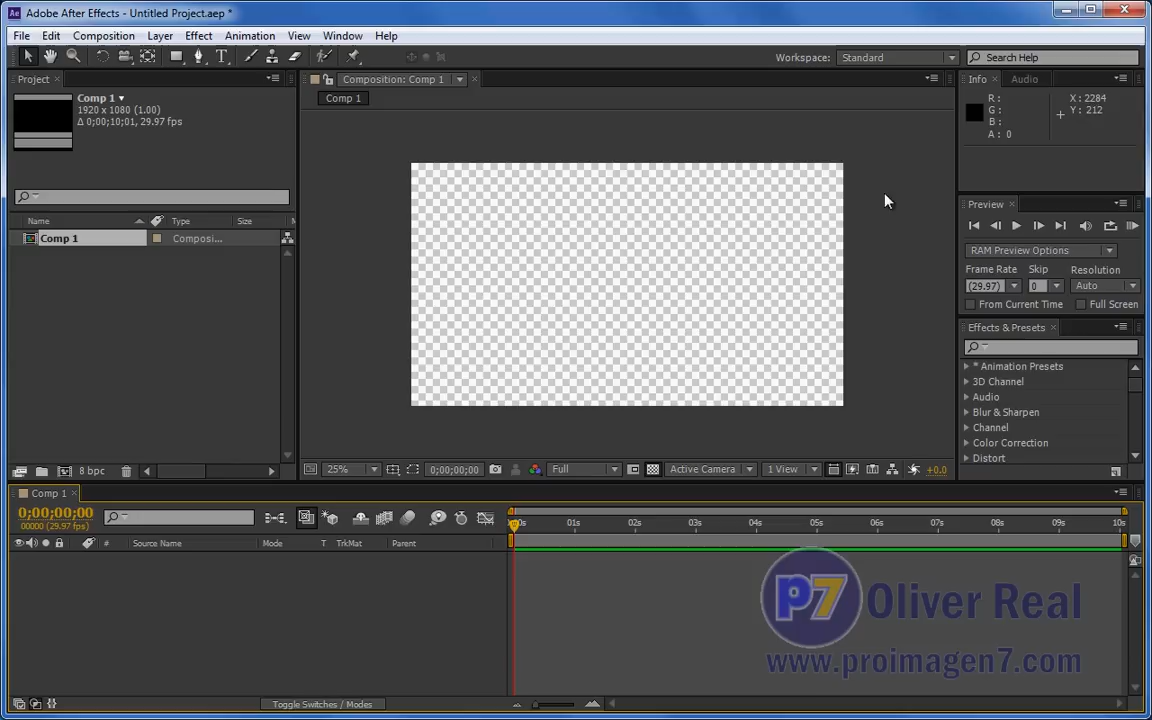 Ae Adobe After Effects - Untitled Project.aep *
File Edit Composition Layer Effect Animation View Window Help
T Workspace: Standard Search Help
Project
Comp 1
1920 x 1080 (1.00)
Δ 0;00;10;01, 29.97 fps
Name Type Size
Comp 1 Composi...
8 bpc
Composition: Comp 1
Comp 1
25% 0;00;00;00 Full Active Camera 1 View +0.0
Info Audio
R: X: 2284
G: Y: 212
B:
A: 0
Preview
RAM Preview Options
Frame Rate Skip Resolution
(29.97) 0 Auto
From Current Time Full Screen
Effects & Presets
* Animation Presets
3D Channel
Audio
Blur & Sharpen
Channel
Color Correction
Distort
Comp 1
0;00;00;00
00000 (29.97 fps)
01s 02s 03s 04s 05s 06s 07s 08s 09s 10s
# Source Name Mode T TrkMat Parent
P7 Oliver Real
www.proimagen7.com
Toggle Switches / Modes